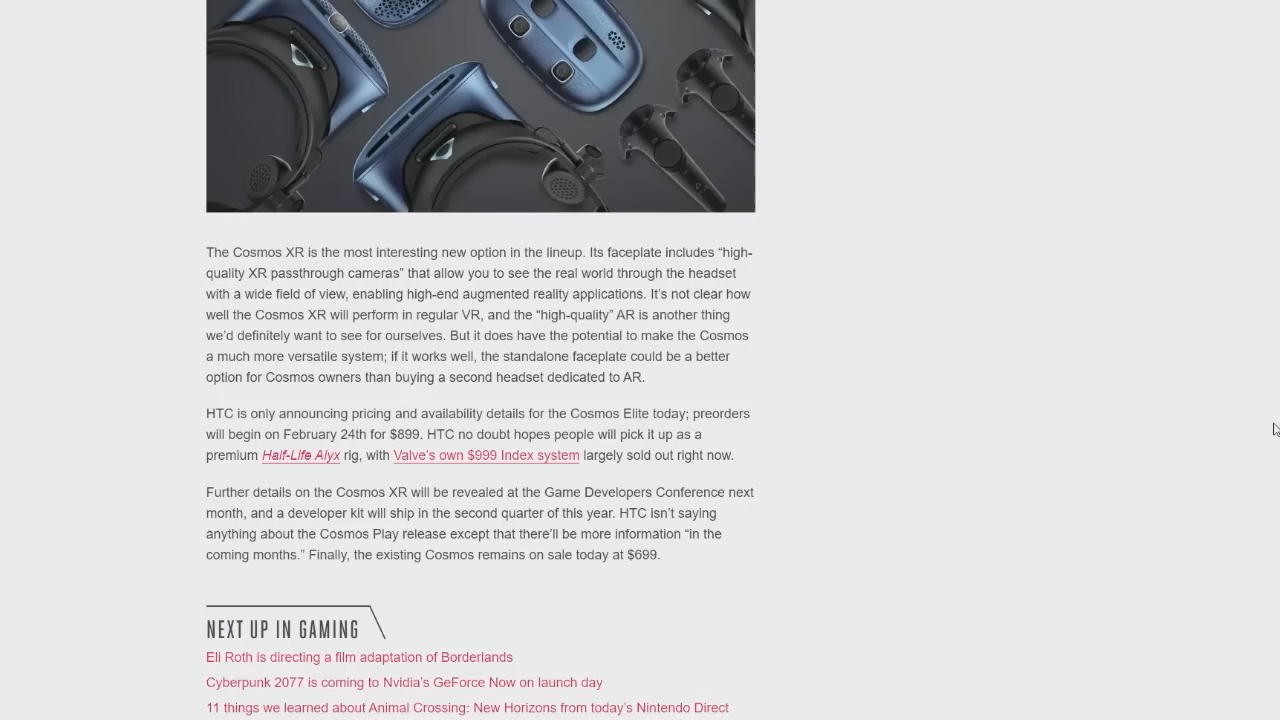 The Cosmos XR is the most interesting new option in the lineup. Its faceplate includes “high-
quality XR passthrough cameras” that allow you to see the real world through the headset
with a wide field of view, enabling high-end augmented reality applications. It’s not clear how
well the Cosmos XR will perform in regular VR, and the “high-quality” AR is another thing
we’d definitely want to see for ourselves. But it does have the potential to make the Cosmos
a much more versatile system; if it works well, the standalone faceplate could be a better
option for Cosmos owners than buying a second headset dedicated to AR.
HTC is only announcing pricing and availability details for the Cosmos Elite today; preorders
will begin on February 24th for $899. HTC no doubt hopes people will pick it up as a
premium Half-Life Alyx rig, with Valve’s own $999 Index system largely sold out right now.
Further details on the Cosmos XR will be revealed at the Game Developers Conference next
month, and a developer kit will ship in the second quarter of this year. HTC isn’t saying
anything about the Cosmos Play release except that there’ll be more information “in the
coming months.” Finally, the existing Cosmos remains on sale today at $699.
NEXT UP IN GAMING
Eli Roth is directing a film adaptation of Borderlands
Cyberpunk 2077 is coming to Nvidia’s GeForce Now on launch day
11 things we learned about Animal Crossing: New Horizons from today’s Nintendo Direct